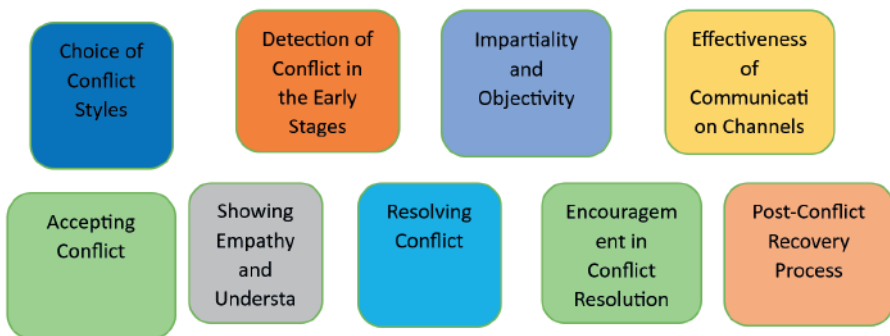 Choice of
Conflict
Styles
Detection of
Conflict in
the Early
Stages
Impartiality
and
Objectivity
Effectiveness
of
Communicati
on Channels
Accepting
Conflict
Showing
Empathy
and
Understa
Resolving
Conflict
Encouragem
ent in
Conflict
Resolution
Post-Conflict
Recovery
Process